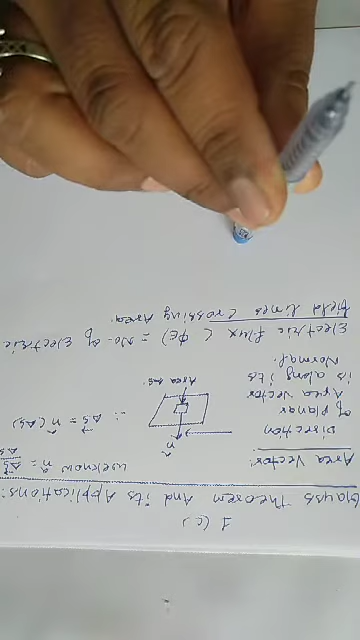 1(c)
Gauss Theorem And its Applications:
Area Vector:
we know n̂ = ΔS⃗ / ΔS
Direction
of planar
Area Vector
is along its
Normal.
n̂
Area ΔS
∴ ΔS⃗ = n̂(ΔS)
Electric flux (ΦE) = No. of Electric
field lines Crossing Area.